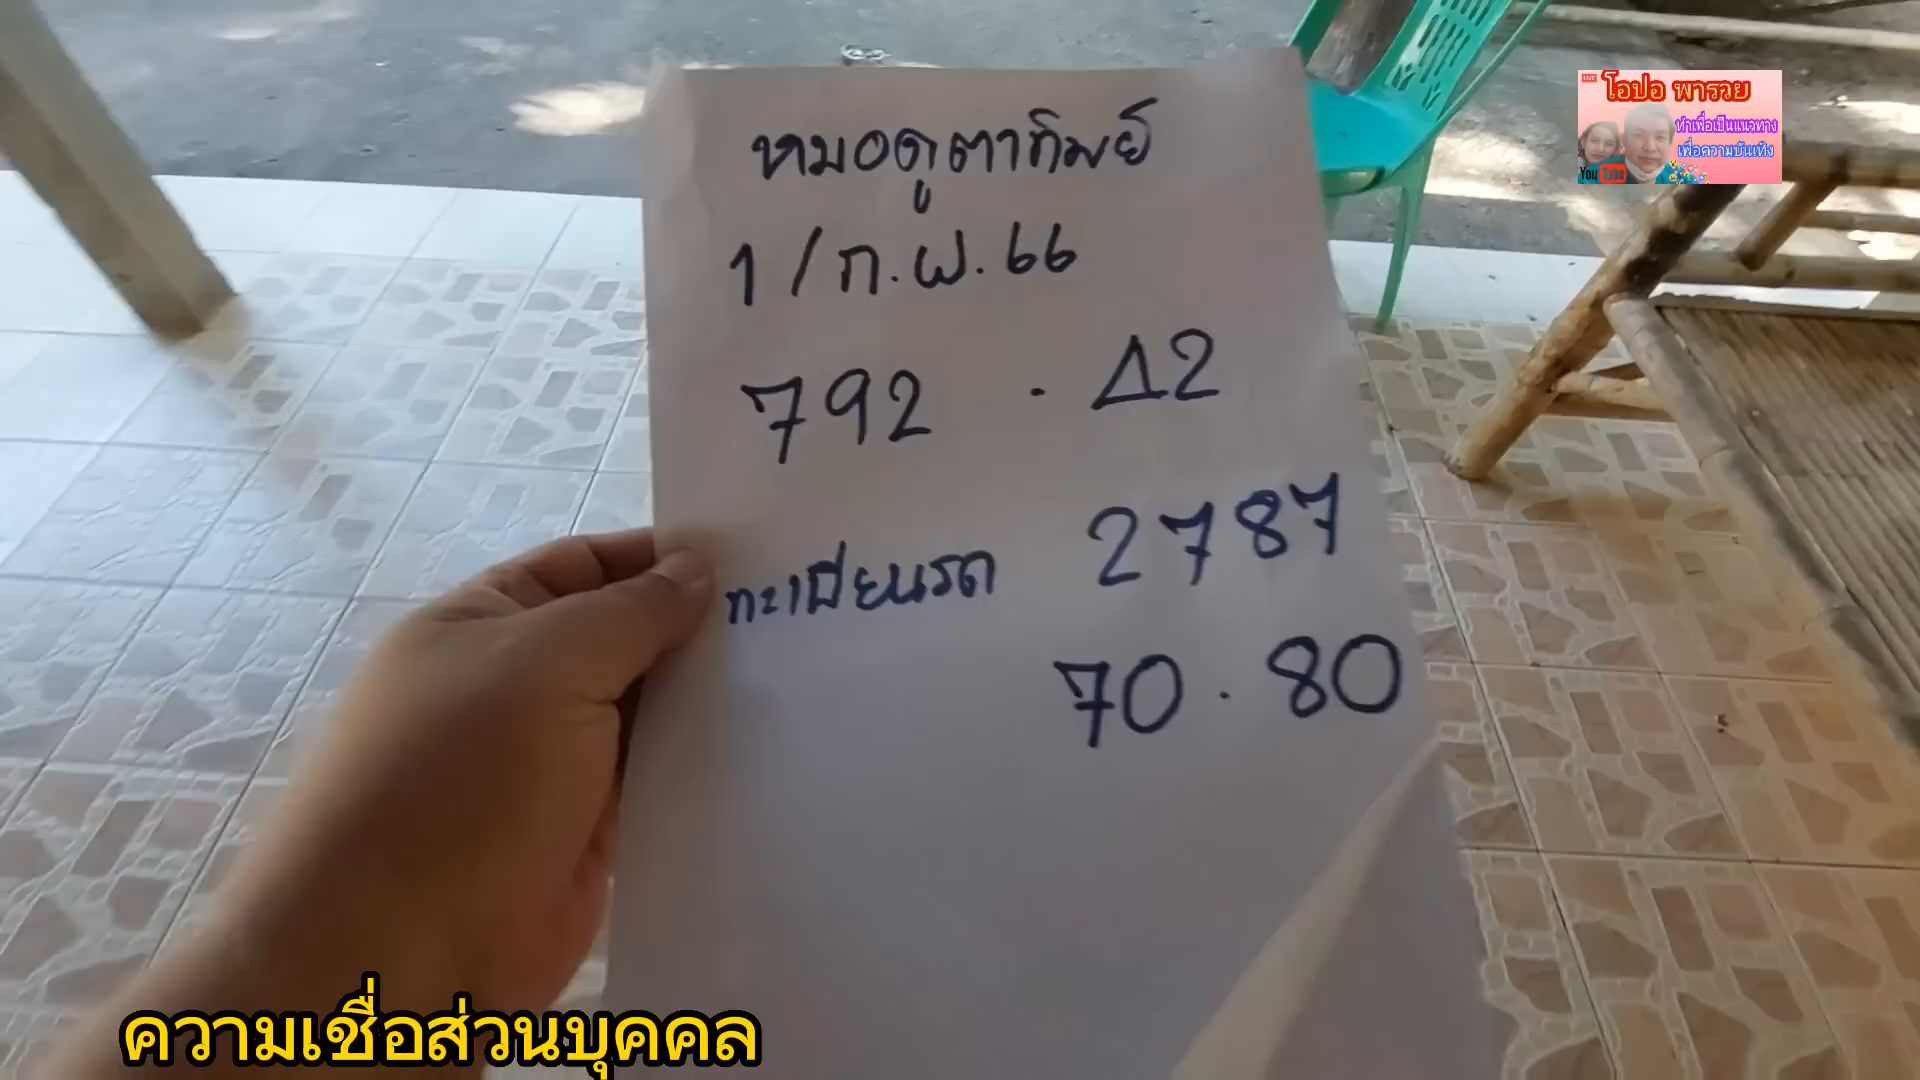 หมอดูตาทิพย์
1/ก.พ.66
792 . Δ2
ทะเบียนรถ 2787
70 . 80
LIVE
โอปอ พารวย
ทำเพื่อเป็นแนวทาง
เพื่อความบันเทิง
YouTube
ความเชื่อส่วนบุคคล